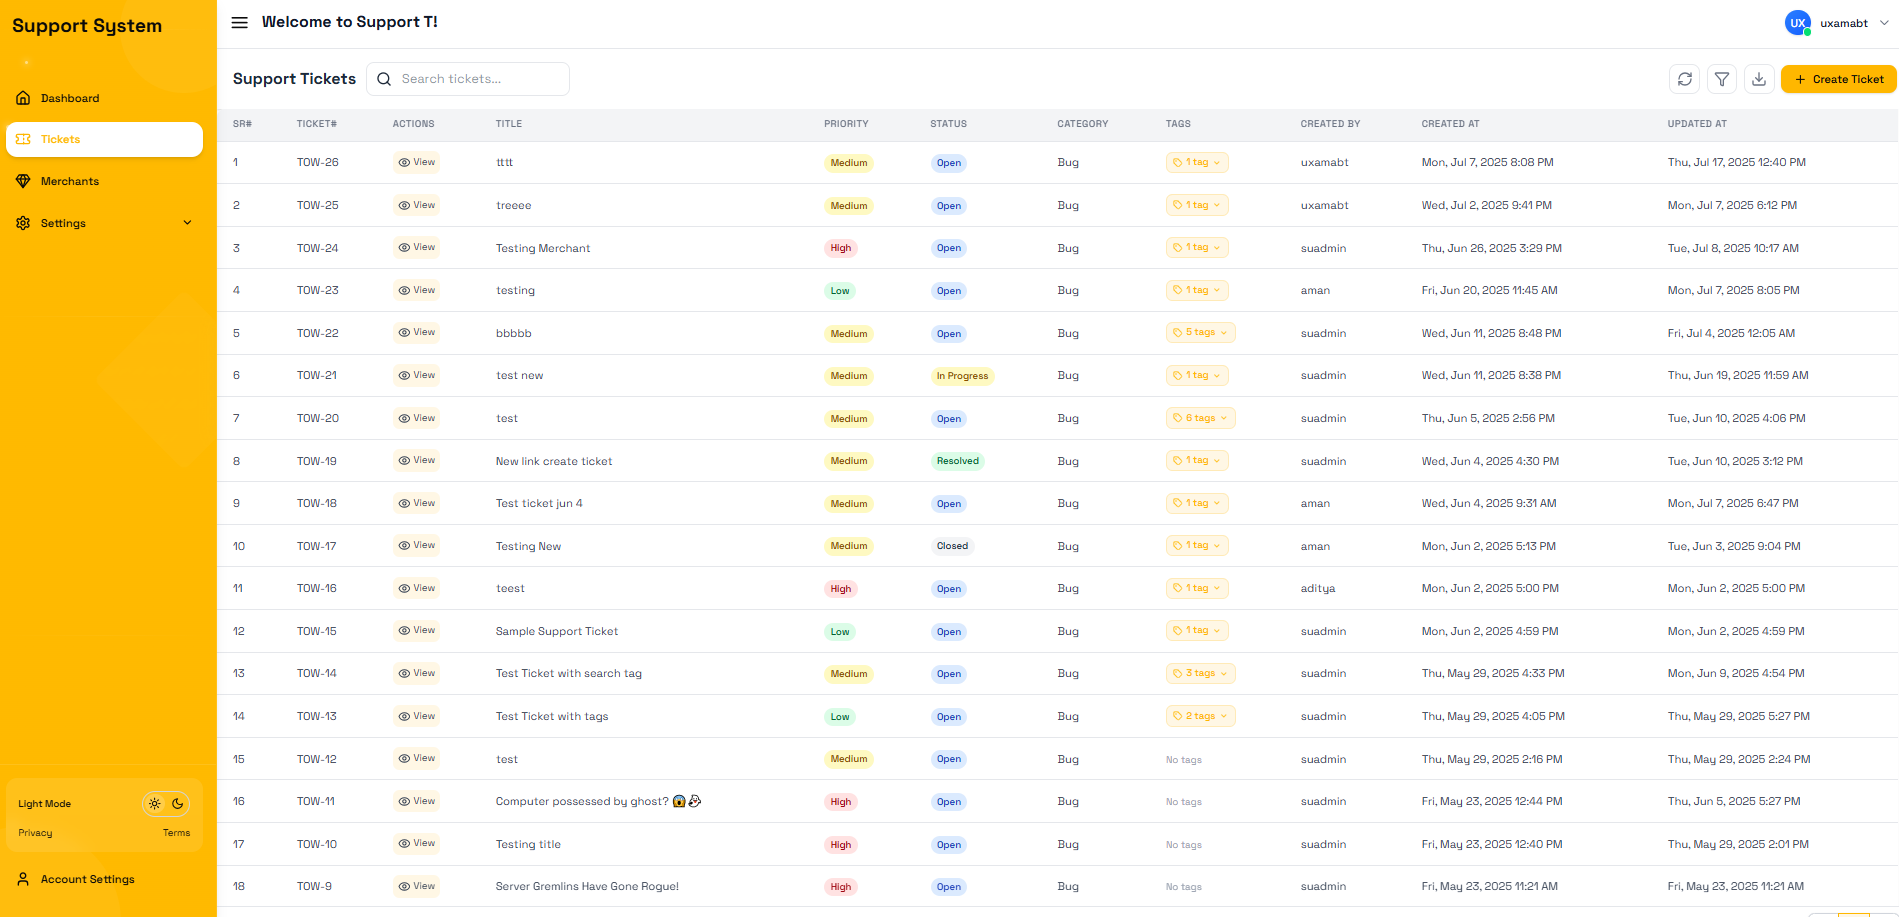 Support System
Dashboard
Tickets
Merchants
Settings
Light Mode
Privacy Terms
Account Settings
Welcome to Support T!
UX uxamabt
Support Tickets Search tickets... Create Ticket
SR# TICKET# ACTIONS TITLE PRIORITY STATUS CATEGORY TAGS CREATED BY CREATED AT UPDATED AT
1 TOW-26 View tttt Medium Open Bug 1 tag uxamabt Mon, Jul 7, 2025 8:08 PM Thu, Jul 17, 2025 12:40 PM
2 TOW-25 View treeee Medium Open Bug 1 tag uxamabt Wed, Jul 2, 2025 9:41 PM Mon, Jul 7, 2025 6:12 PM
3 TOW-24 View Testing Merchant High Open Bug 1 tag suadmin Thu, Jun 26, 2025 3:29 PM Tue, Jul 8, 2025 10:17 AM
4 TOW-23 View testing Low Open Bug 1 tag aman Fri, Jun 20, 2025 11:45 AM Mon, Jul 7, 2025 8:05 PM
5 TOW-22 View bbbbb Medium Open Bug 5 tags suadmin Wed, Jun 11, 2025 8:48 PM Fri, Jul 4, 2025 12:05 AM
6 TOW-21 View test new Medium In Progress Bug 1 tag suadmin Wed, Jun 11, 2025 8:38 PM Thu, Jun 19, 2025 11:59 AM
7 TOW-20 View test Medium Open Bug 6 tags suadmin Thu, Jun 5, 2025 2:56 PM Tue, Jun 10, 2025 4:06 PM
8 TOW-19 View New link create ticket Medium Resolved Bug 1 tag suadmin Wed, Jun 4, 2025 4:30 PM Tue, Jun 10, 2025 3:12 PM
9 TOW-18 View Test ticket jun 4 Medium Open Bug 1 tag aman Wed, Jun 4, 2025 9:31 AM Mon, Jul 7, 2025 6:47 PM
10 TOW-17 View Testing New Medium Closed Bug 1 tag aman Mon, Jun 2, 2025 5:13 PM Tue, Jun 3, 2025 9:04 PM
11 TOW-16 View teest High Open Bug 1 tag aditya Mon, Jun 2, 2025 5:00 PM Mon, Jun 2, 2025 5:00 PM
12 TOW-15 View Sample Support Ticket Low Open Bug 1 tag suadmin Mon, Jun 2, 2025 4:59 PM Mon, Jun 2, 2025 4:59 PM
13 TOW-14 View Test Ticket with search tag Medium Open Bug 3 tags suadmin Thu, May 29, 2025 4:33 PM Mon, Jun 9, 2025 4:54 PM
14 TOW-13 View Test Ticket with tags Low Open Bug 2 tags suadmin Thu, May 29, 2025 4:05 PM Thu, May 29, 2025 5:27 PM
15 TOW-12 View test Medium Open Bug No tags suadmin Thu, May 29, 2025 2:16 PM Thu, May 29, 2025 2:24 PM
16 TOW-11 View Computer possessed by ghost? 😱👻 High Open Bug No tags suadmin Fri, May 23, 2025 12:44 PM Thu, Jun 5, 2025 5:27 PM
17 TOW-10 View Testing title High Open Bug No tags suadmin Fri, May 23, 2025 12:40 PM Thu, May 29, 2025 2:01 PM
18 TOW-9 View Server Gremlins Have Gone Rogue! High Open Bug No tags suadmin Fri, May 23, 2025 11:21 AM Fri, May 23, 2025 11:21 AM